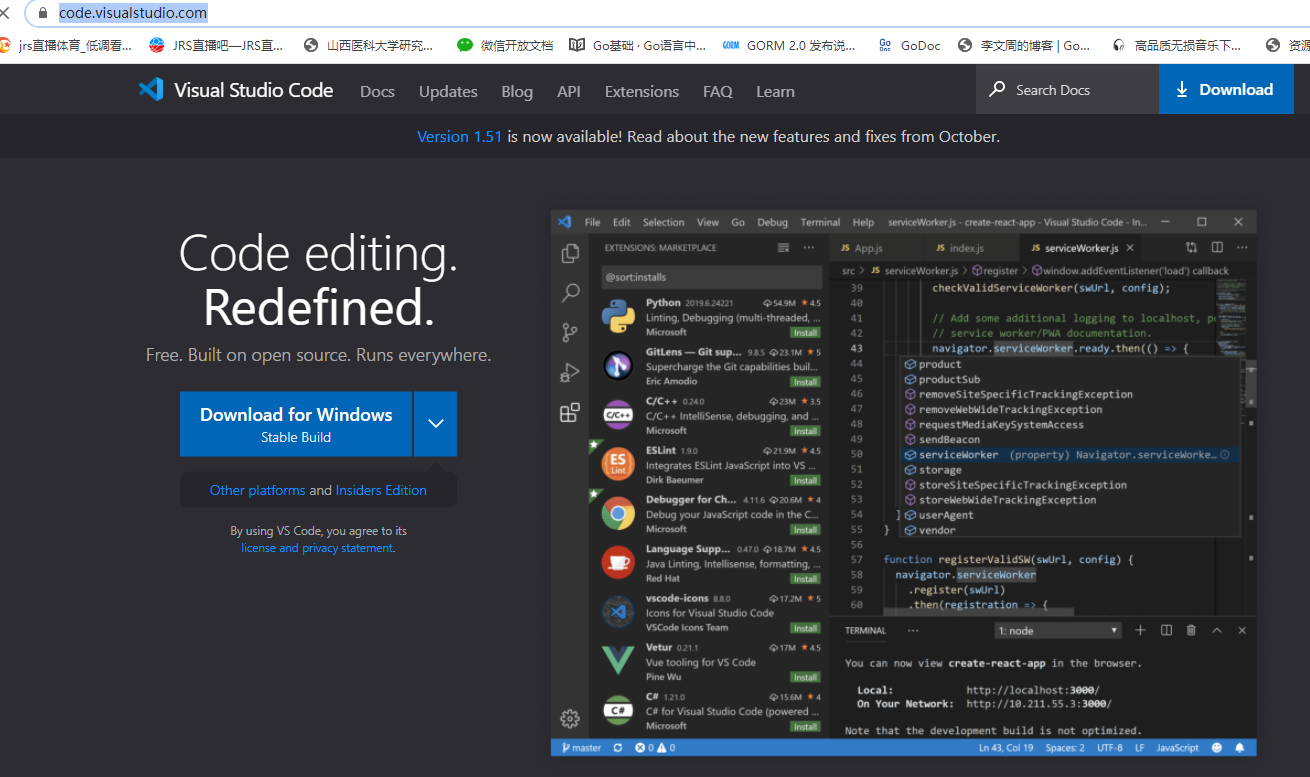 code.visualstudio.com
jrs直播体育_低调看...
JRS直播吧—JRS直...
山西医科大学研究...
微信开放文档
Go基础 · Go语言中...
GORM GORM 2.0 发布说...
Go Doc GoDoc
李文周的博客 | Go...
高品质无损音乐下...
资源
Visual Studio Code
Docs
Updates
Blog
API
Extensions
FAQ
Learn
Search Docs
Download
Version 1.51 is now available! Read about the new features and fixes from October.
Code editing.
Redefined.
Free. Built on open source. Runs everywhere.
Download for Windows
Stable Build
Other platforms and Insiders Edition
By using VS Code, you agree to its
license and privacy statement.
File Edit Selection View Go Debug Terminal Help serviceWorker.js - create-react-app - Visual Studio Code - In...
EXTENSIONS: MARKETPLACE ...
@sort:installs
Python 2019.6.24221 54.9M ★ 4.5
Linting, Debugging (multi-threaded, ...
Microsoft Install
GitLens — Git sup... 9.8.5 23.1M ★ 5
Supercharge the Git capabilities buil...
Eric Amodio Install
C/C++ C/C++ 0.24.0 23M ★ 3.5
C/C++ IntelliSense, debugging, and ...
Microsoft Install
ES Lint ESLint 1.9.0 21.9M ★ 4.5
Integrates ESLint JavaScript into VS ...
Dirk Baeumer Install
Debugger for Ch... 4.11.6 20.6M ★ 4
Debug your JavaScript code in the C...
Microsoft Install
Language Supp... 0.47.0 18.7M ★ 4.5
Java Linting, Intellisense, formatting, ...
Red Hat Install
vscode-icons 8.8.0 17.2M ★ 5
Icons for Visual Studio Code
VSCode Icons Team Install
Vetur 0.21.1 17M ★ 4.5
Vue tooling for VS Code
Pine Wu Install
C# C# 1.21.0 15.6M ★ 4
C# for Visual Studio Code (powered ...
Microsoft Install
JS App.js JS index.js JS serviceWorker.js × ...
src > JS serviceWorker.js > register > window.addEventListener('load') callback
39 checkValidServiceWorker(swUrl, config);
40
41 // Add some additional logging to localhost, po
42 // service worker/PWA documentation.
43 navigator.serviceWorker.ready.then(() => {
44 product
45 productSub
46 removeSiteSpecificTrackingException
47 removeWebWideTrackingException
48 requestMediaKeySystemAccess
49 sendBeacon
50 serviceWorker (property) Navigator.serviceWorke...
51 storage
52 storeSiteSpecificTrackingException
53 storeWebWideTrackingException
54 } userAgent
55 } vendor
56
57 function registerValidSW(swUrl, config) {
58 navigator.serviceWorker
59 .register(swUrl)
60 .then(registration => {
TERMINAL ... 1: node
You can now view create-react-app in the browser.
Local: http://localhost:3000/
On Your Network: http://10.211.55.3:3000/
Note that the development build is not optimized.
master 0 0 Ln 43, Col 19 Spaces: 2 UTF-8 LF JavaScript